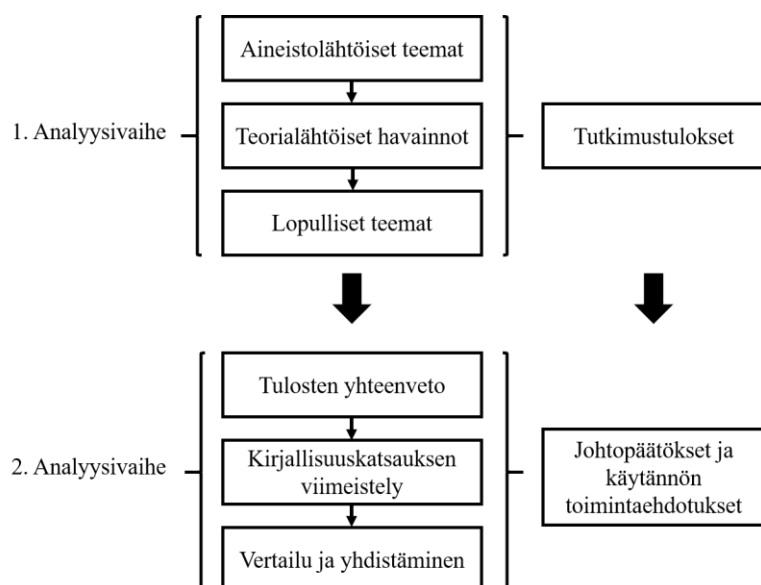 Aineistolähtöiset teemat
1. Analyysivaihe
Teorialähtöiset havainnot
Tutkimustulokset
Lopulliset teemat
Tulosten yhteenveto
2. Analyysivaihe
Kirjallisuuskatsauksen
viimeistely
Johtopäätökset ja
käytännön
toimintaehdotukset
Vertailu ja yhdistäminen